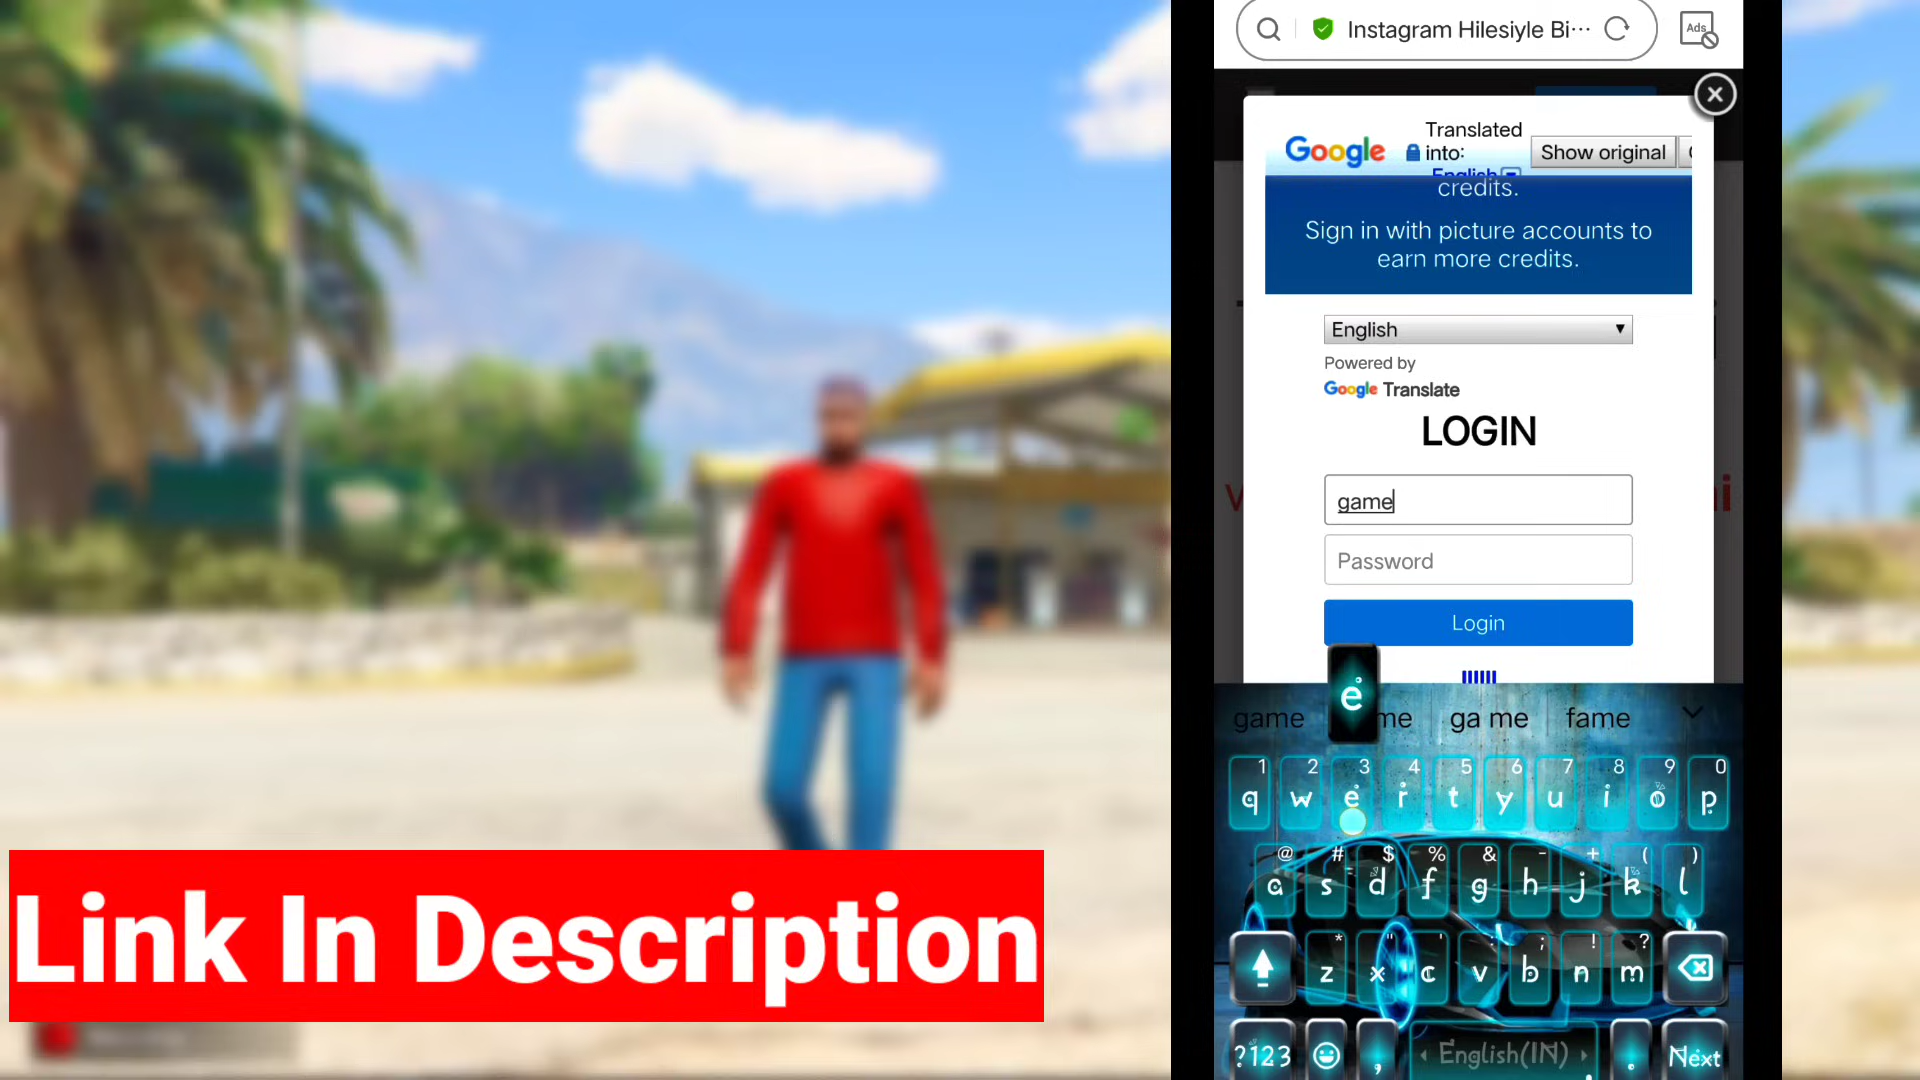 Instagram Hilesiyle Bi···
Ads
Google
Translated
into:
English
Show original
credits.
Sign in with picture accounts to
earn more credits.
English
Powered by
Google Translate
LOGIN
game
Password
Login
e
game
me
ga me
fame
1 2 3 4 5 6 7 8 9 0
q w e r t y u i o p
@ # $ % & - + ( )
a s d f g h j k l
* " ' : ; ! ?
z x c v b n m
?123 , English(IN) . Next
Link In Description